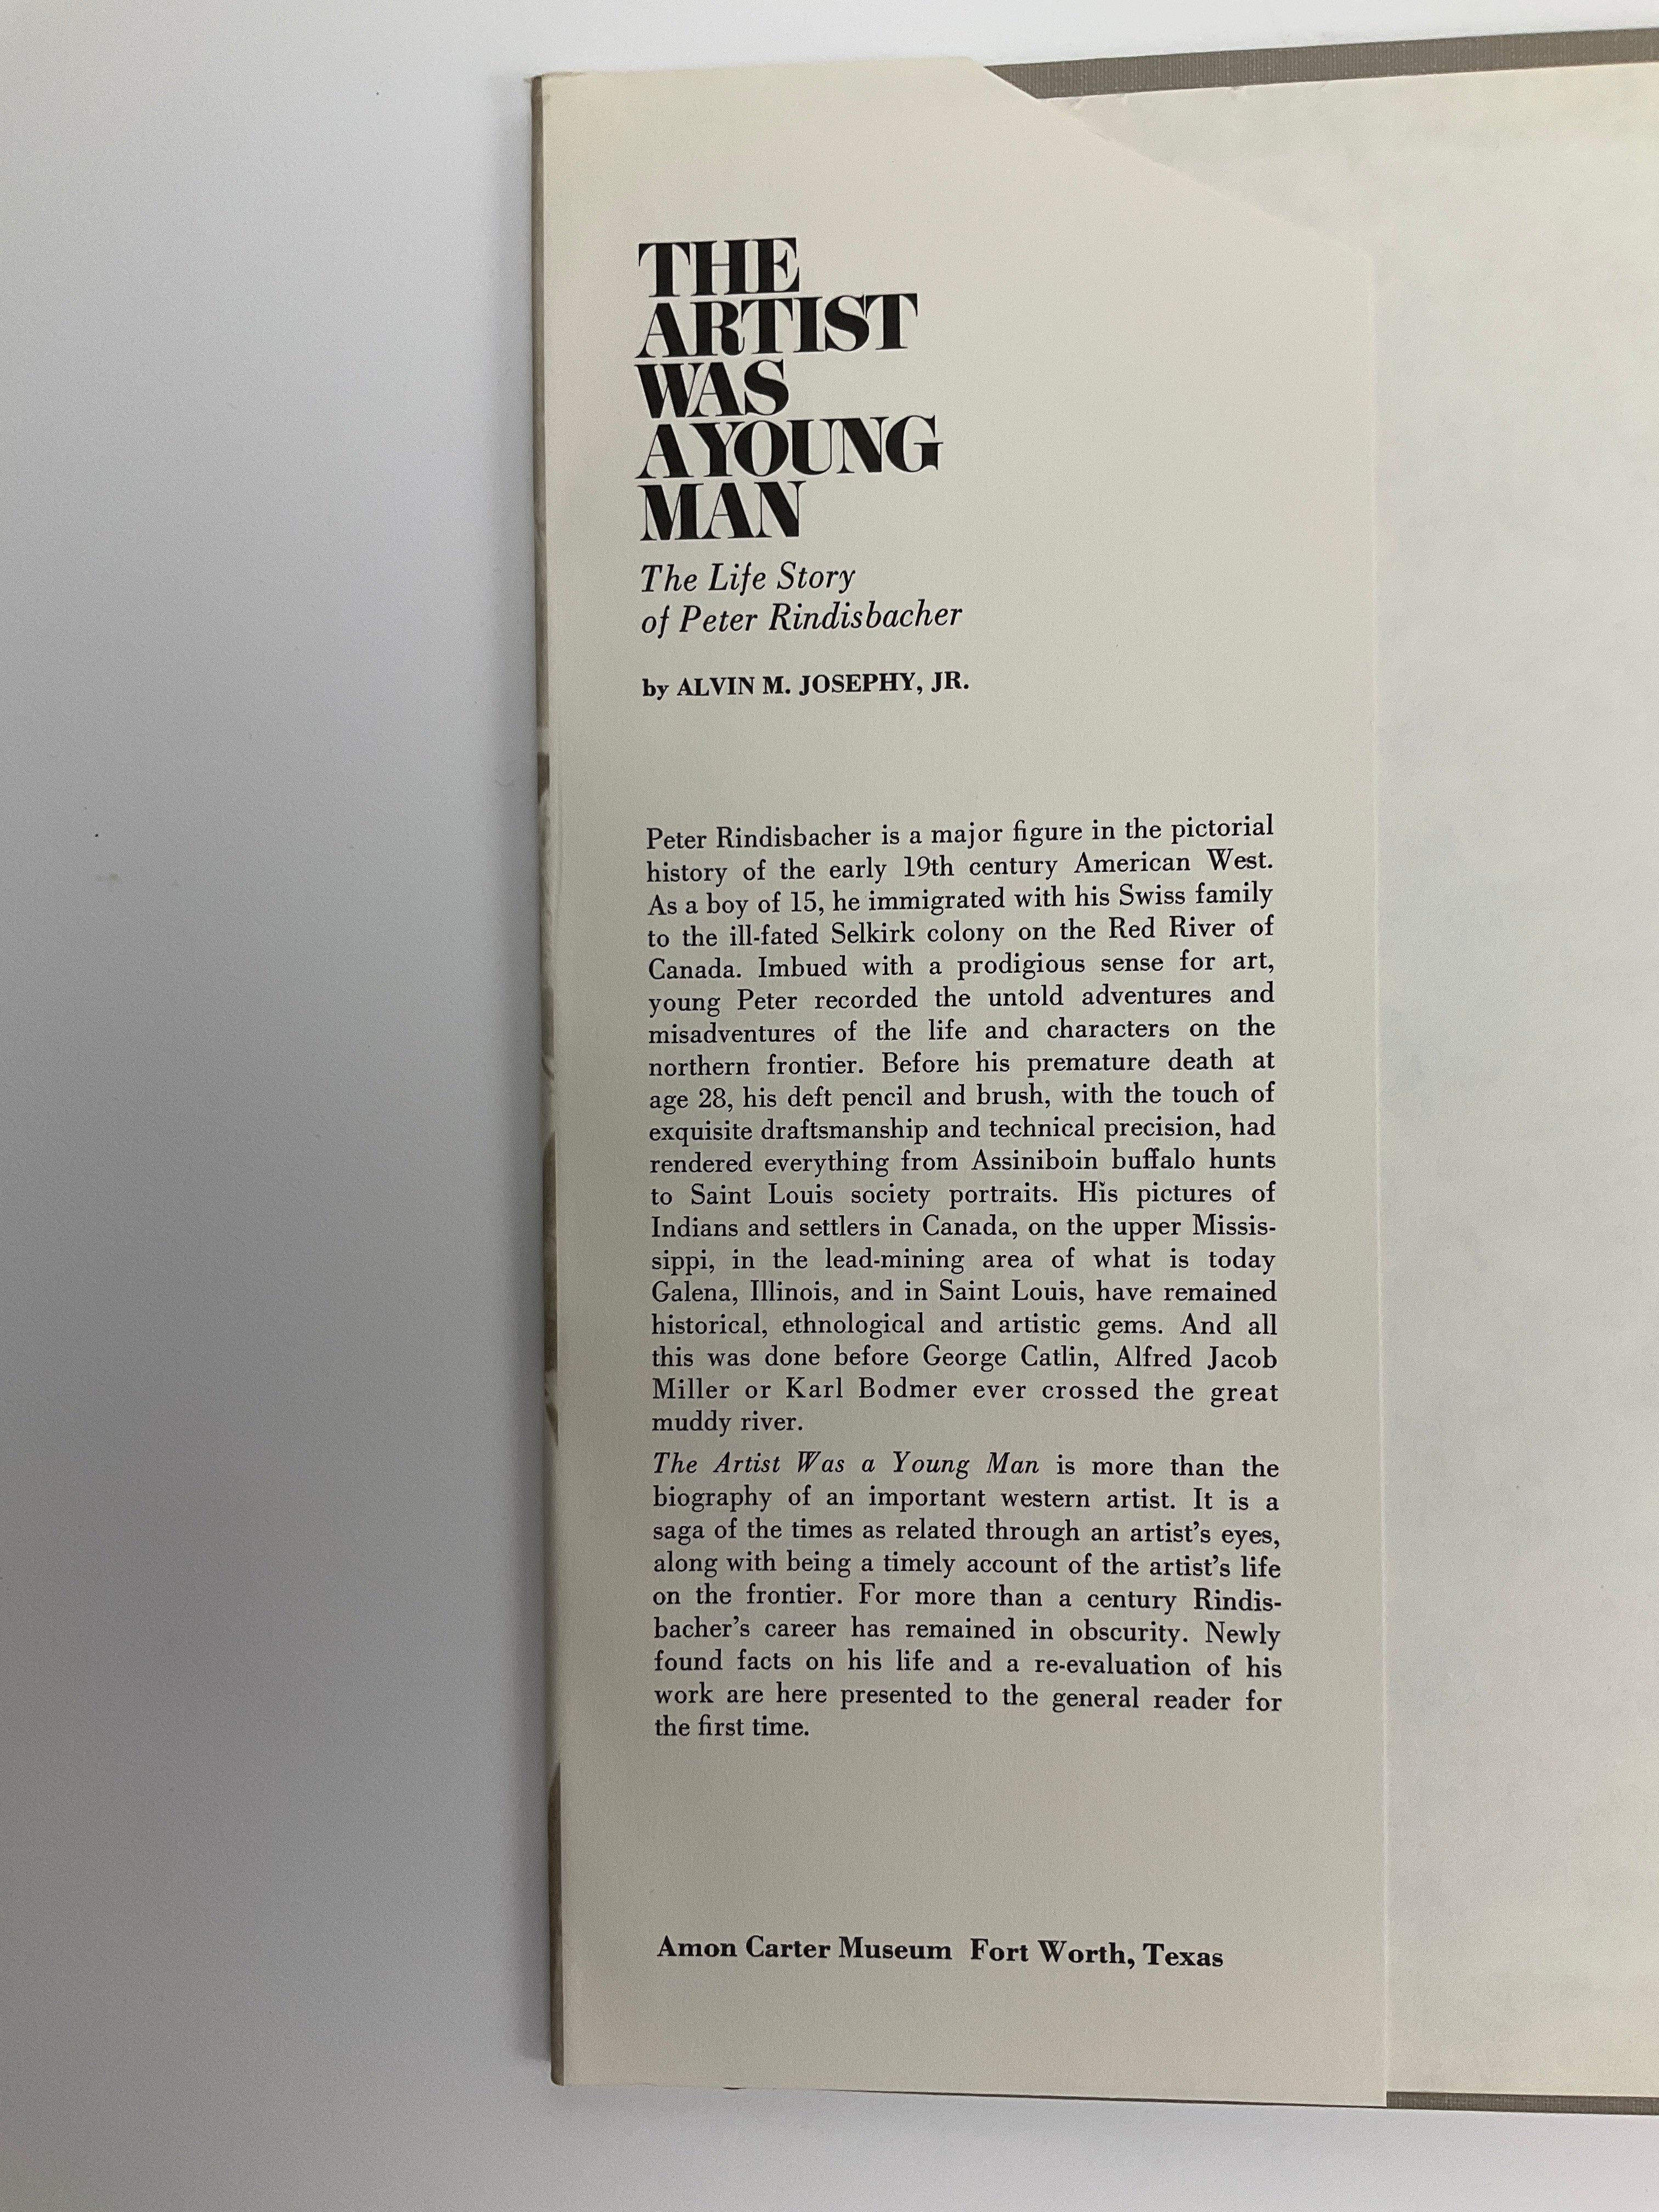 THE
ARTIST
WAS
A YOUNG
MAN
The Life Story
of Peter Rindisbacher
by ALVIN M. JOSEPHY, JR.
Peter Rindisbacher is a major figure in the pictorial
history of the early 19th century American West.
As a boy of 15, he immigrated with his Swiss family
to the ill-fated Selkirk colony on the Red River of
Canada. Imbued with a prodigious sense for art,
young Peter recorded the untold adventures and
misadventures of the life and characters on the
northern frontier. Before his premature death at
age 28, his deft pencil and brush, with the touch of
exquisite draftsmanship and technical precision, had
rendered everything from Assiniboin buffalo hunts
to Saint Louis society portraits. His pictures of
Indians and settlers in Canada, on the upper Missis-
sippi, in the lead-mining area of what is today
Galena, Illinois, and in Saint Louis, have remained
historical, ethnological and artistic gems. And all
this was done before George Catlin, Alfred Jacob
Miller or Karl Bodmer ever crossed the great
muddy river.
The Artist Was a Young Man is more than the
biography of an important western artist. It is a
saga of the times as related through an artist's eyes,
along with being a timely account of the artist's life
on the frontier. For more than a century Rindis-
bacher's career has remained in obscurity. Newly
found facts on his life and a re-evaluation of his
work are here presented to the general reader for
the first time.
Amon Carter Museum Fort Worth, Texas